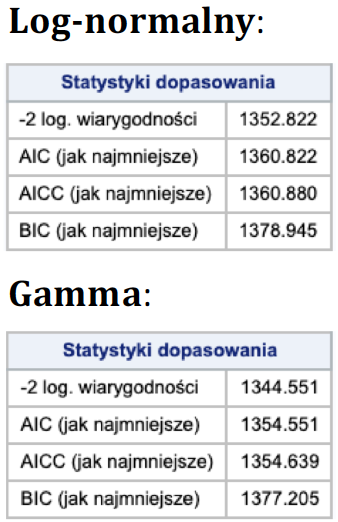 Log-normalny:
Statystyki dopasowania
-2 log. wiarygodności 1352.822
AIC (jak najmniejsze) 1360.822
AICC (jak najmniejsze) 1360.880
BIC (jak najmniejsze) 1378.945
Gamma:
Statystyki dopasowania
-2 log. wiarygodności 1344.551
AIC (jak najmniejsze) 1354.551
AICC (jak najmniejsze) 1354.639
BIC (jak najmniejsze) 1377.205